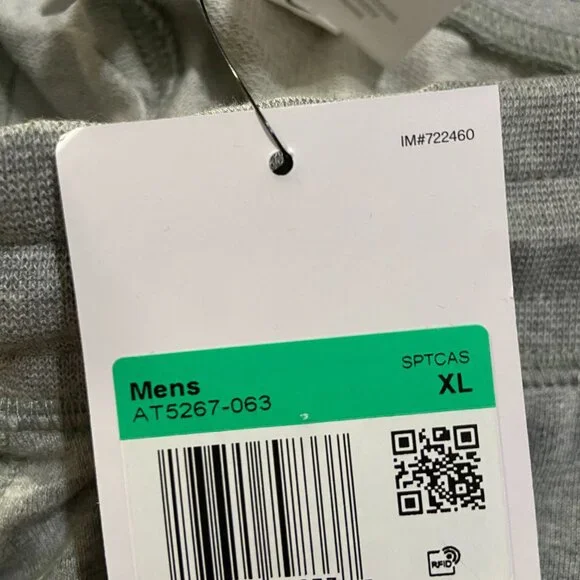 IM#722460
Mens
SPTCAS
AT5267-063
XL
RFID